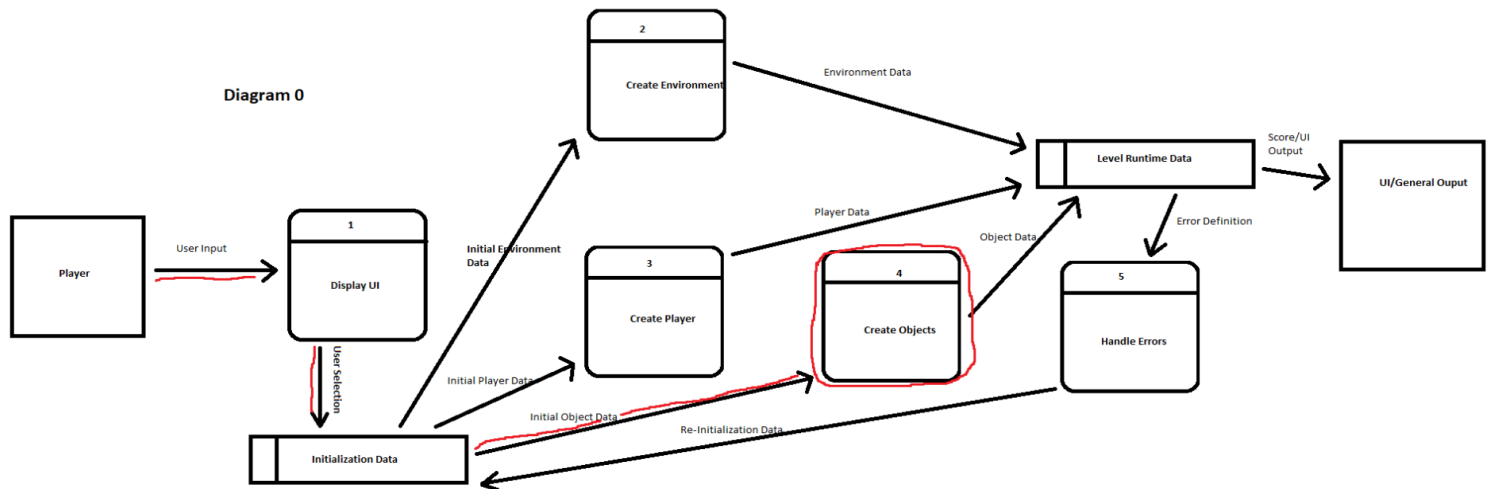 2
Create Environment
Environment Data
Diagram 0
Score/UI
Output
Level Runtime Data
UI/General Ouput
Player Data
Error Definition
1
User Input
Object Data
Initial Environment
Data
3
4
5
Player
Display UI
Create Player
Create Objects
Handle Errors
User Selection
Initial Player Data
Initial Object Data
Re-Initialization Data
Initialization Data